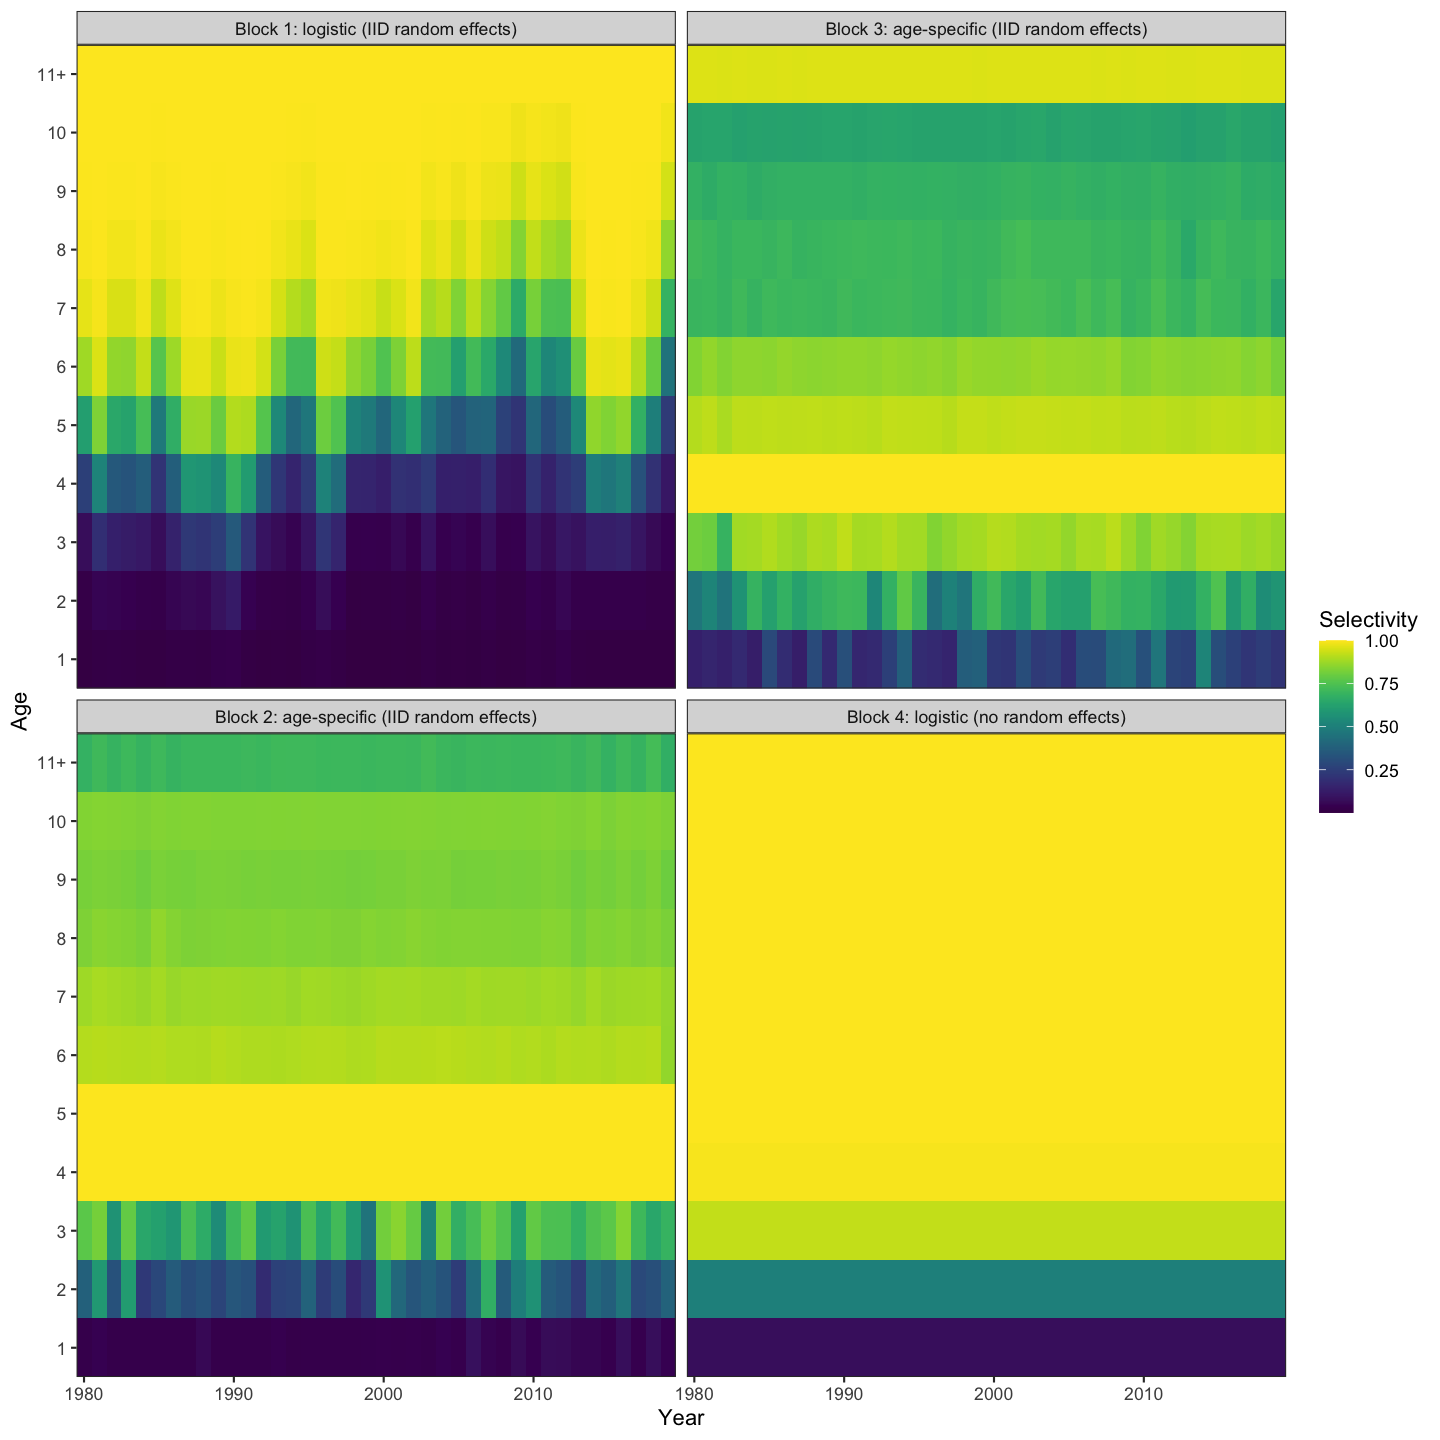 Block 1: logistic (IID random effects)
Block 3: age-specific (IID random effects)
11+
10
9
8
7
6
5
4
3
2
1
Block 2: age-specific (IID random effects)
Block 4: logistic (no random effects)
11+
10
9
8
7
6
5
4
3
2
1
1980 1990 2000 2010
1980 1990 2000 2010
Year
Age
Selectivity
1.00
0.75
0.50
0.25